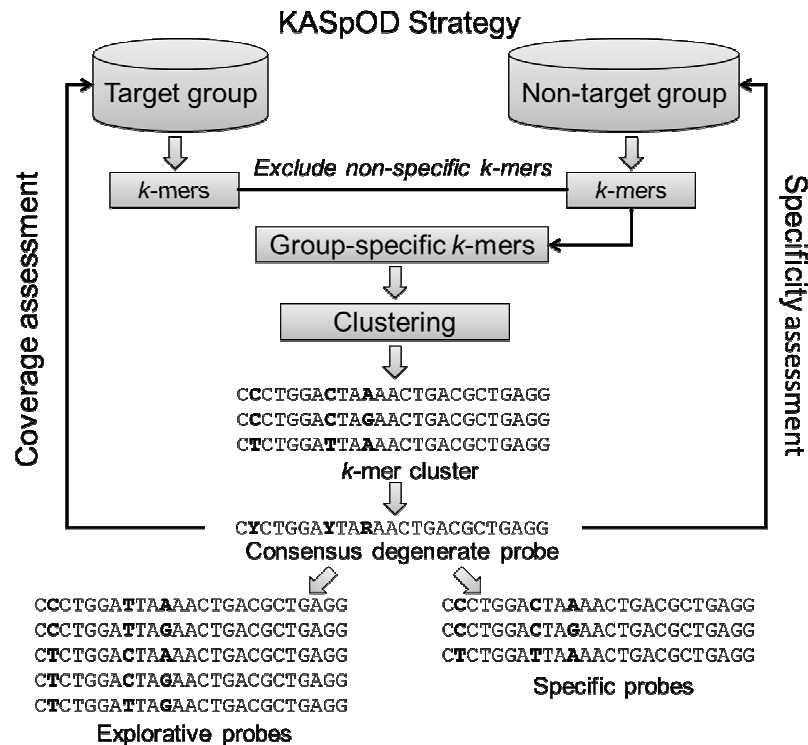 KASpOD Strategy
Target group
Non-target group
Exclude non-specific k-mers
k-mers
k-mers
Group-specific k-mers
Clustering
Coverage assessment
Specificity assessment
CCCTGGACTAAAACTGACGCTGAGG
CCCTGGACTAGAACTGACGCTGAGG
CTCTGGATTAAAACTGACGCTGAGG
k-mer cluster
CYCTGGAYTARAACTGACGCTGAGG
Consensus degenerate probe
CCCTGGATTAAAACTGACGCTGAGG
CCCTGGATTAGAACTGACGCTGAGG
CTCTGGACTAAAACTGACGCTGAGG
CTCTGGACTAGAACTGACGCTGAGG
CTCTGGATTAGAACTGACGCTGAGG
Explorative probes
CCCTGGACTAAAACTGACGCTGAGG
CCCTGGACTAGAACTGACGCTGAGG
CTCTGGATTAAAACTGACGCTGAGG
Specific probes